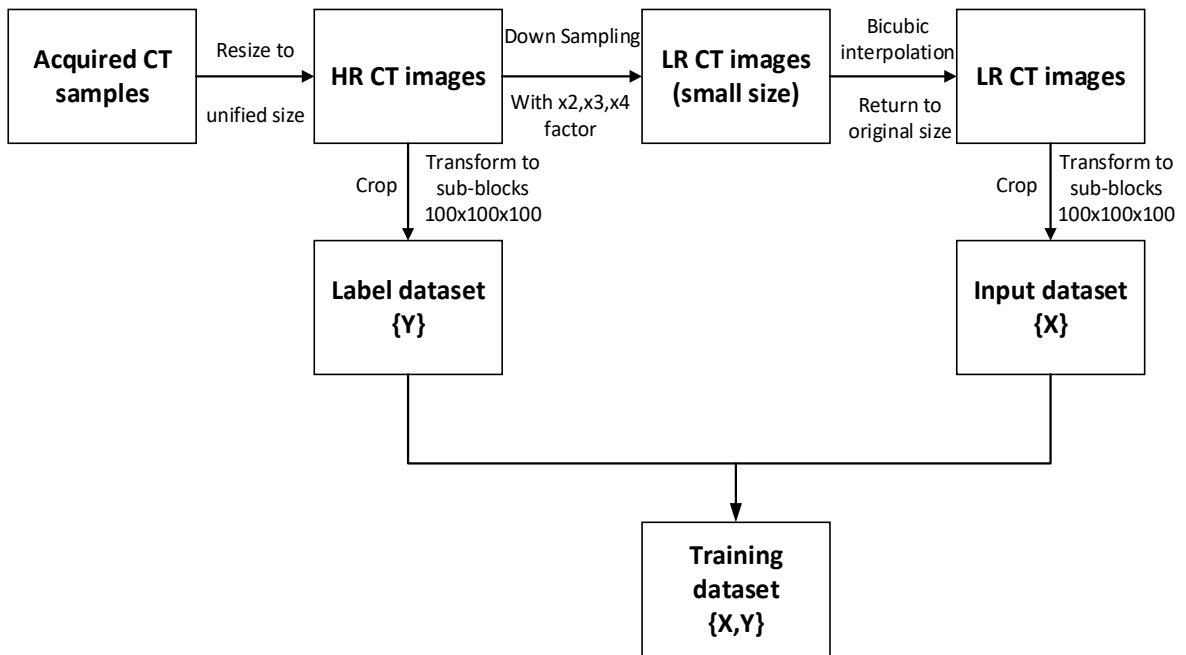 Acquired CT
samples
Resize to
unified size
HR CT images
Down Sampling
With x2,x3,x4
factor
LR CT images
(small size)
Bicubic
interpolation
Return to
original size
LR CT images
Crop
Transform to
sub-blocks
100x100x100
Crop
Transform to
sub-blocks
100x100x100
Label dataset
{Y}
Input dataset
{X}
Training
dataset
{X,Y}